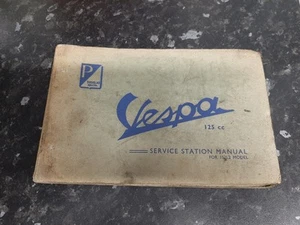 P
Vespa
125 cc
SERVICE STATION MANUAL
FOR MODEL